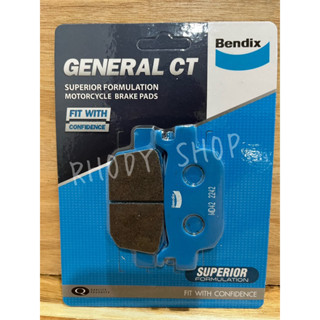 Bendix
GENERAL CT
SUPERIOR FORMULATION
MOTORCYCLE BRAKE PADS
FIT WITH
CONFIDENCE
RHODY SHOP
MD42 2242
SUPERIOR
FORMULATION
Q
FIT WITH CONFIDENCE